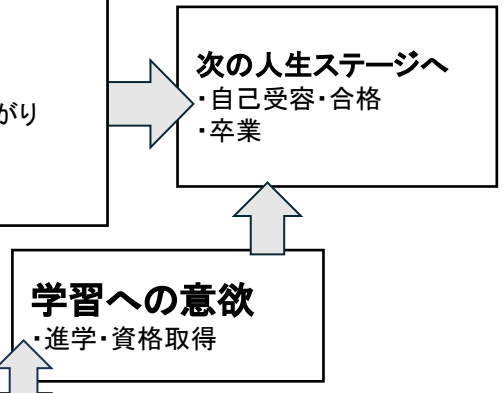 がり
次の人生ステージへ
・自己受容・合格
・卒業
学習への意欲
・進学・資格取得